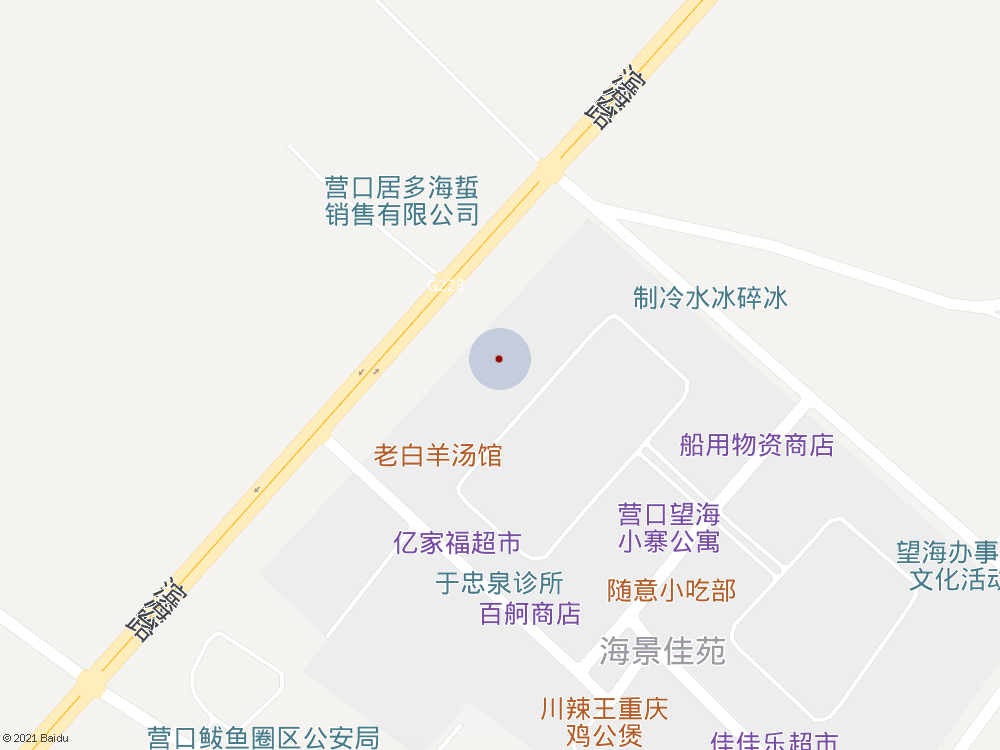 滨海公路
营口居多海蜇
销售有限公司
G228
制冷水冰碎冰
老白羊汤馆
船用物资商店
营口望海
小寨公寓
亿家福超市
望海办事
文化活动
于忠泉诊所
随意小吃部
百舸商店
滨海公路
海景佳苑
川辣王重庆
鸡公煲
营口鲅鱼圈区公安局
佳佳乐超市
© 2021 Baidu